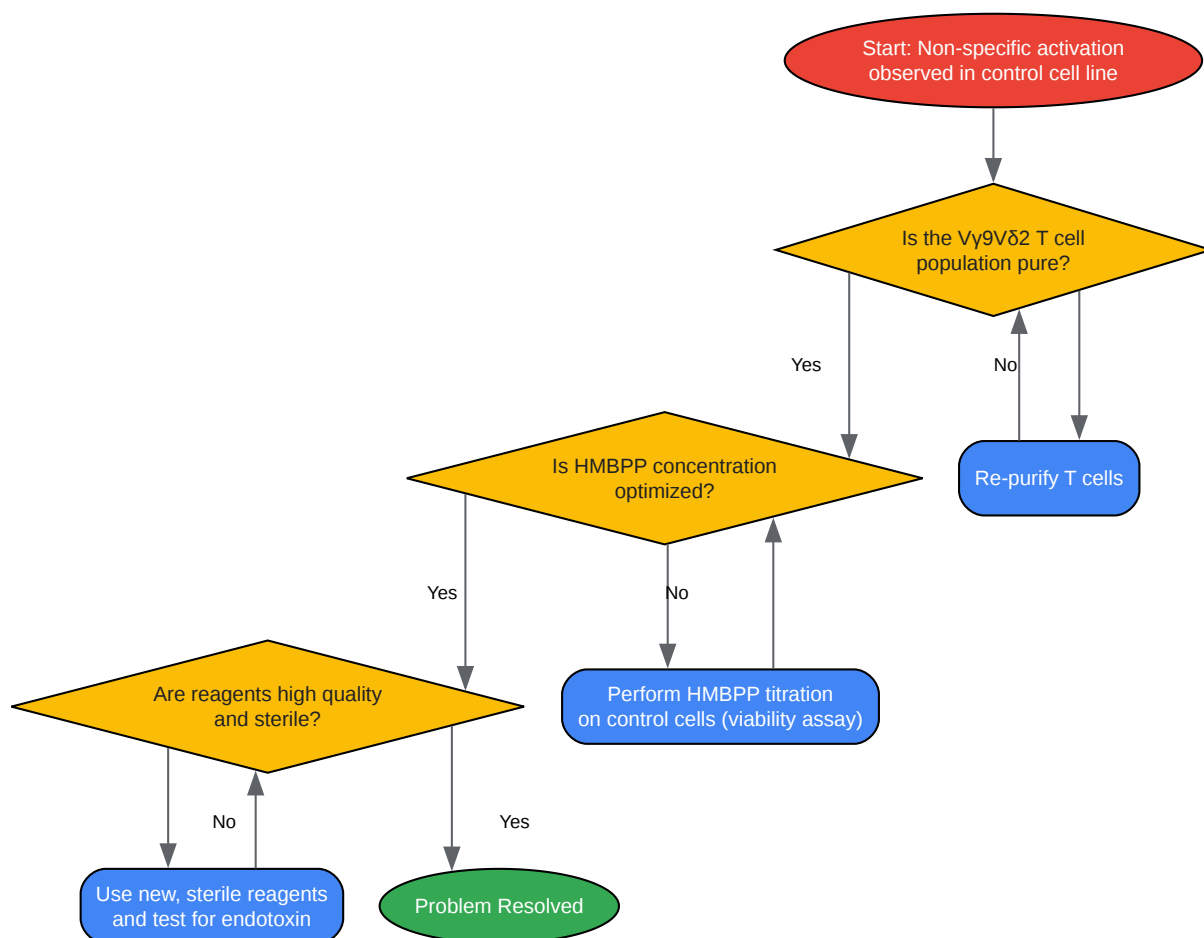 Start: Non-specific activation
observed in control cell line
Is the Vγ9Vδ2 T cell
population pure?
Yes
No
Is HMBPP concentration
optimized?
Re-purify T cells
Yes
No
Are reagents high quality
and sterile?
Perform HMBPP titration
on control cells (viability assay)
No
Yes
Use new, sterile reagents
and test for endotoxin
Problem Resolved